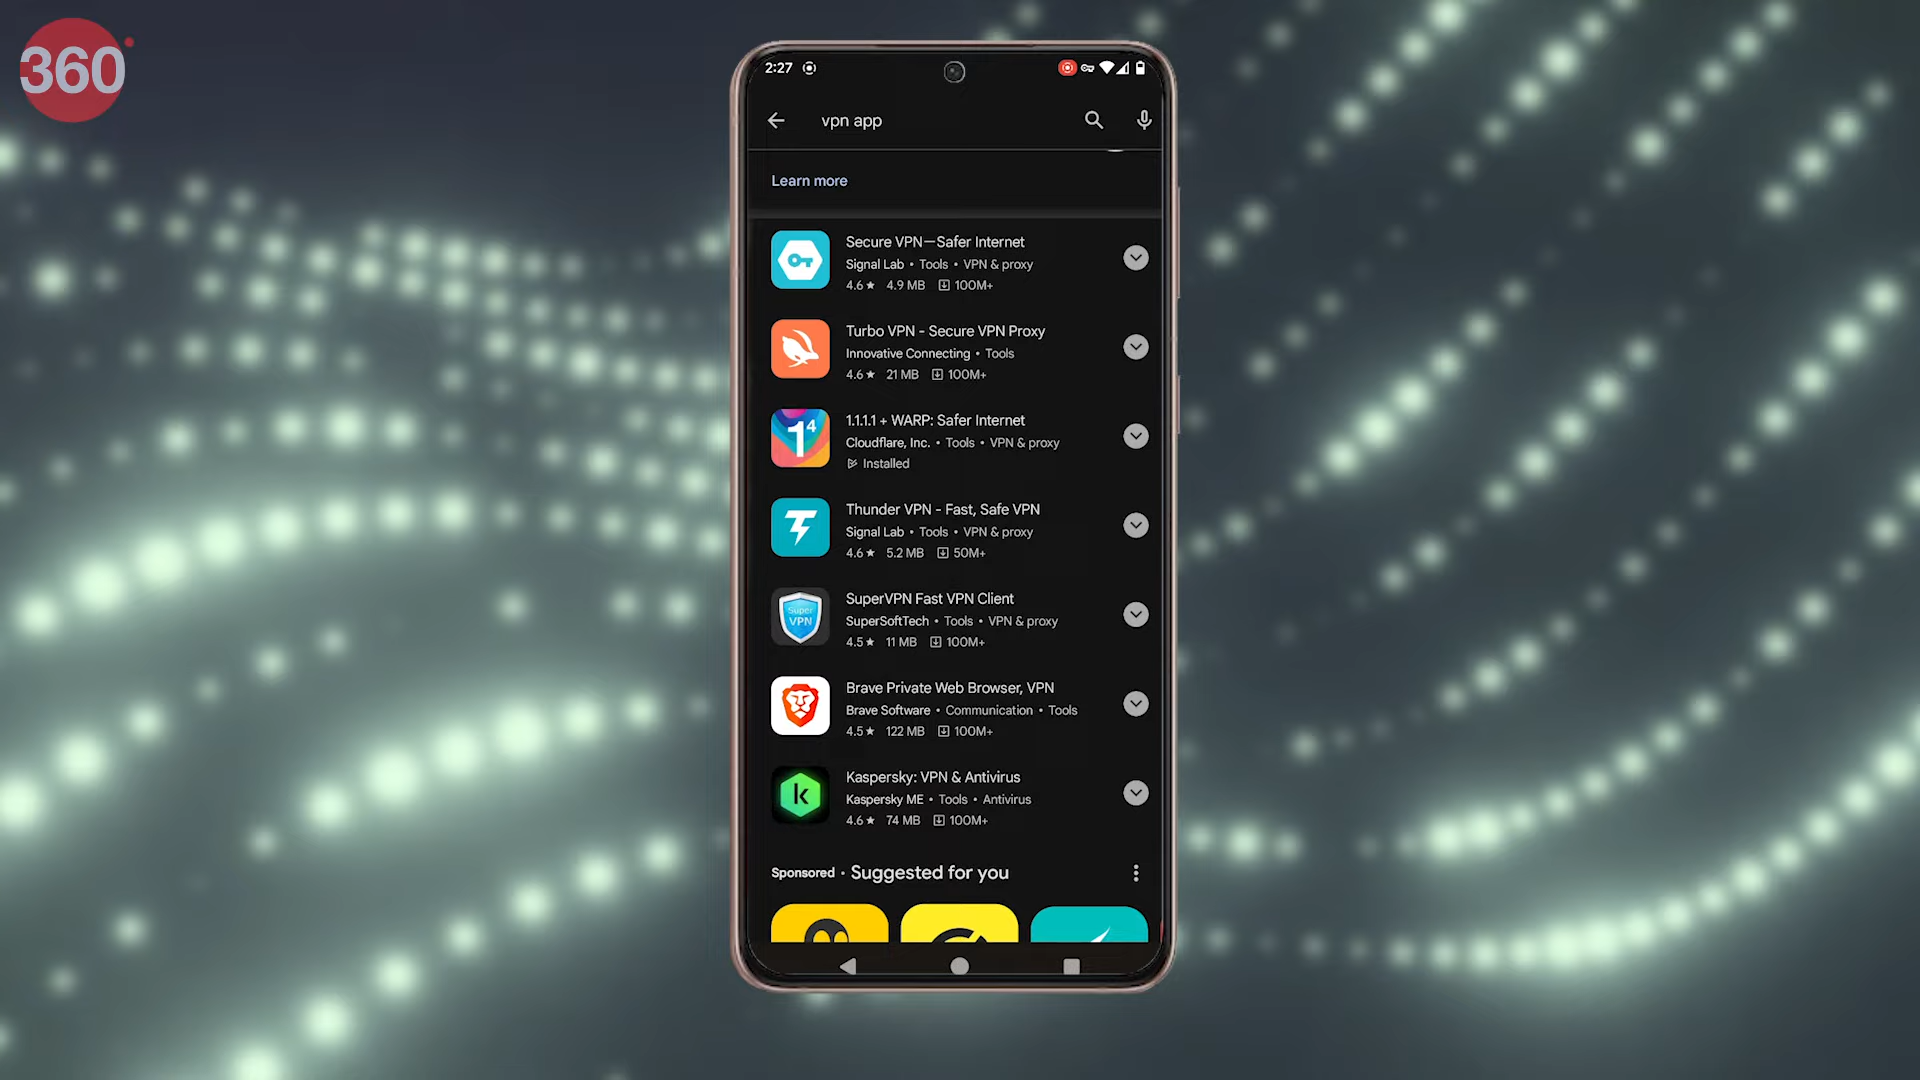 360
2:27
vpn app
Learn more
Secure VPN—Safer Internet
Signal Lab • Tools • VPN & proxy
4.6★ 4.9 MB 100M+
Turbo VPN - Secure VPN Proxy
Innovative Connecting • Tools
4.6★ 21 MB 100M+
1.1.1.1 + WARP: Safer Internet
Cloudflare, Inc. • Tools • VPN & proxy
Installed
1⁴
Thunder VPN - Fast, Safe VPN
Signal Lab • Tools • VPN & proxy
4.6★ 5.2 MB 50M+
SuperVPN Fast VPN Client
SuperSoftTech • Tools • VPN & proxy
4.5★ 11 MB 100M+
Super
VPN
Brave Private Web Browser, VPN
Brave Software • Communication • Tools
4.5★ 122 MB 100M+
Kaspersky: VPN & Antivirus
Kaspersky ME • Tools • Antivirus
4.6★ 74 MB 100M+
k
Sponsored • Suggested for you